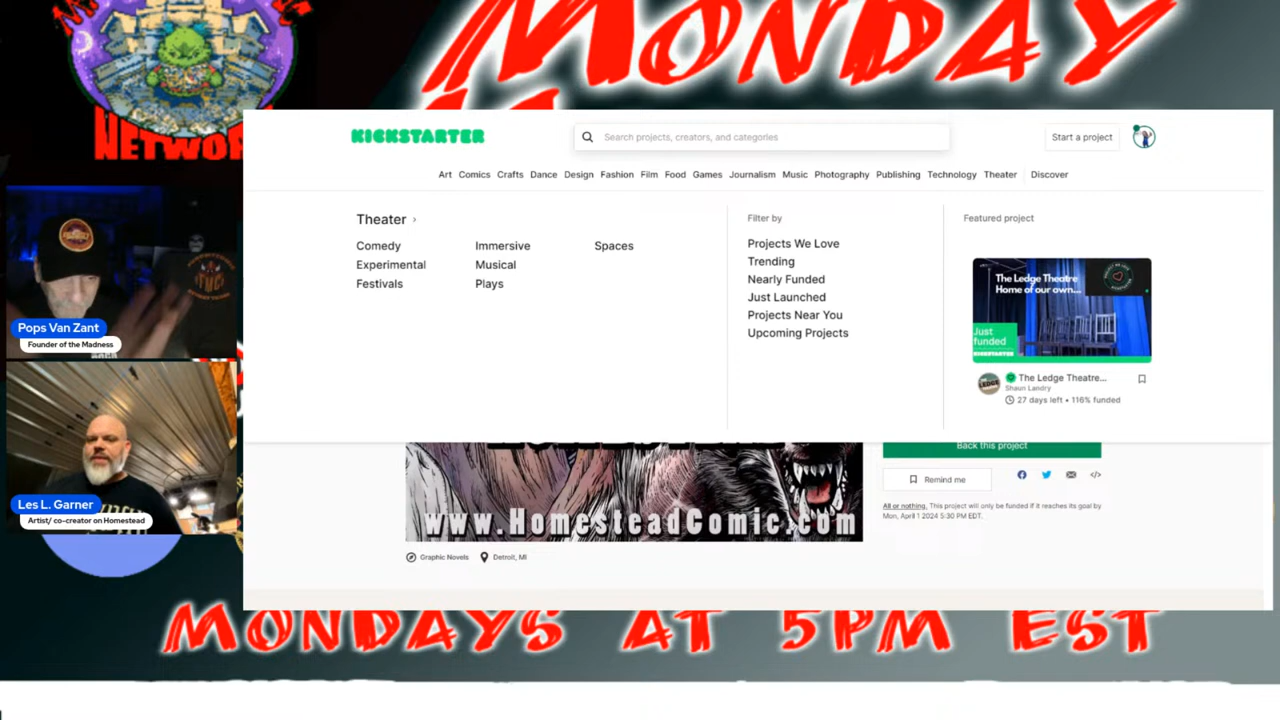 MONDAY
NETWO
KICKSTARTER
Search projects, creators, and categories
Start a project
Art Comics Crafts Dance Design Fashion Film Food Games Journalism Music Photography Publishing Technology Theater Discover
Theater ›
Comedy Immersive Spaces
Experimental Musical
Festivals Plays
Filter by
Projects We Love
Trending
Nearly Funded
Just Launched
Projects Near You
Upcoming Projects
Featured project
The Ledge Theatre
Home of our own...
Just
funded
KICKSTARTER
LEDGE
The Ledge Theatre...
Shaun Landry
27 days left • 116% funded
Pops Van Zant
Founder of the Madness
Les L. Garner
Artist/ co-creator on Homestead
www.HomesteadComic.com
Graphic Novels Detroit, MI
Back this project
Remind me
All or nothing. This project will only be funded if it reaches its goal by
Mon, April 1 2024 5:30 PM EDT.
MONDAYS AT 5PM EST